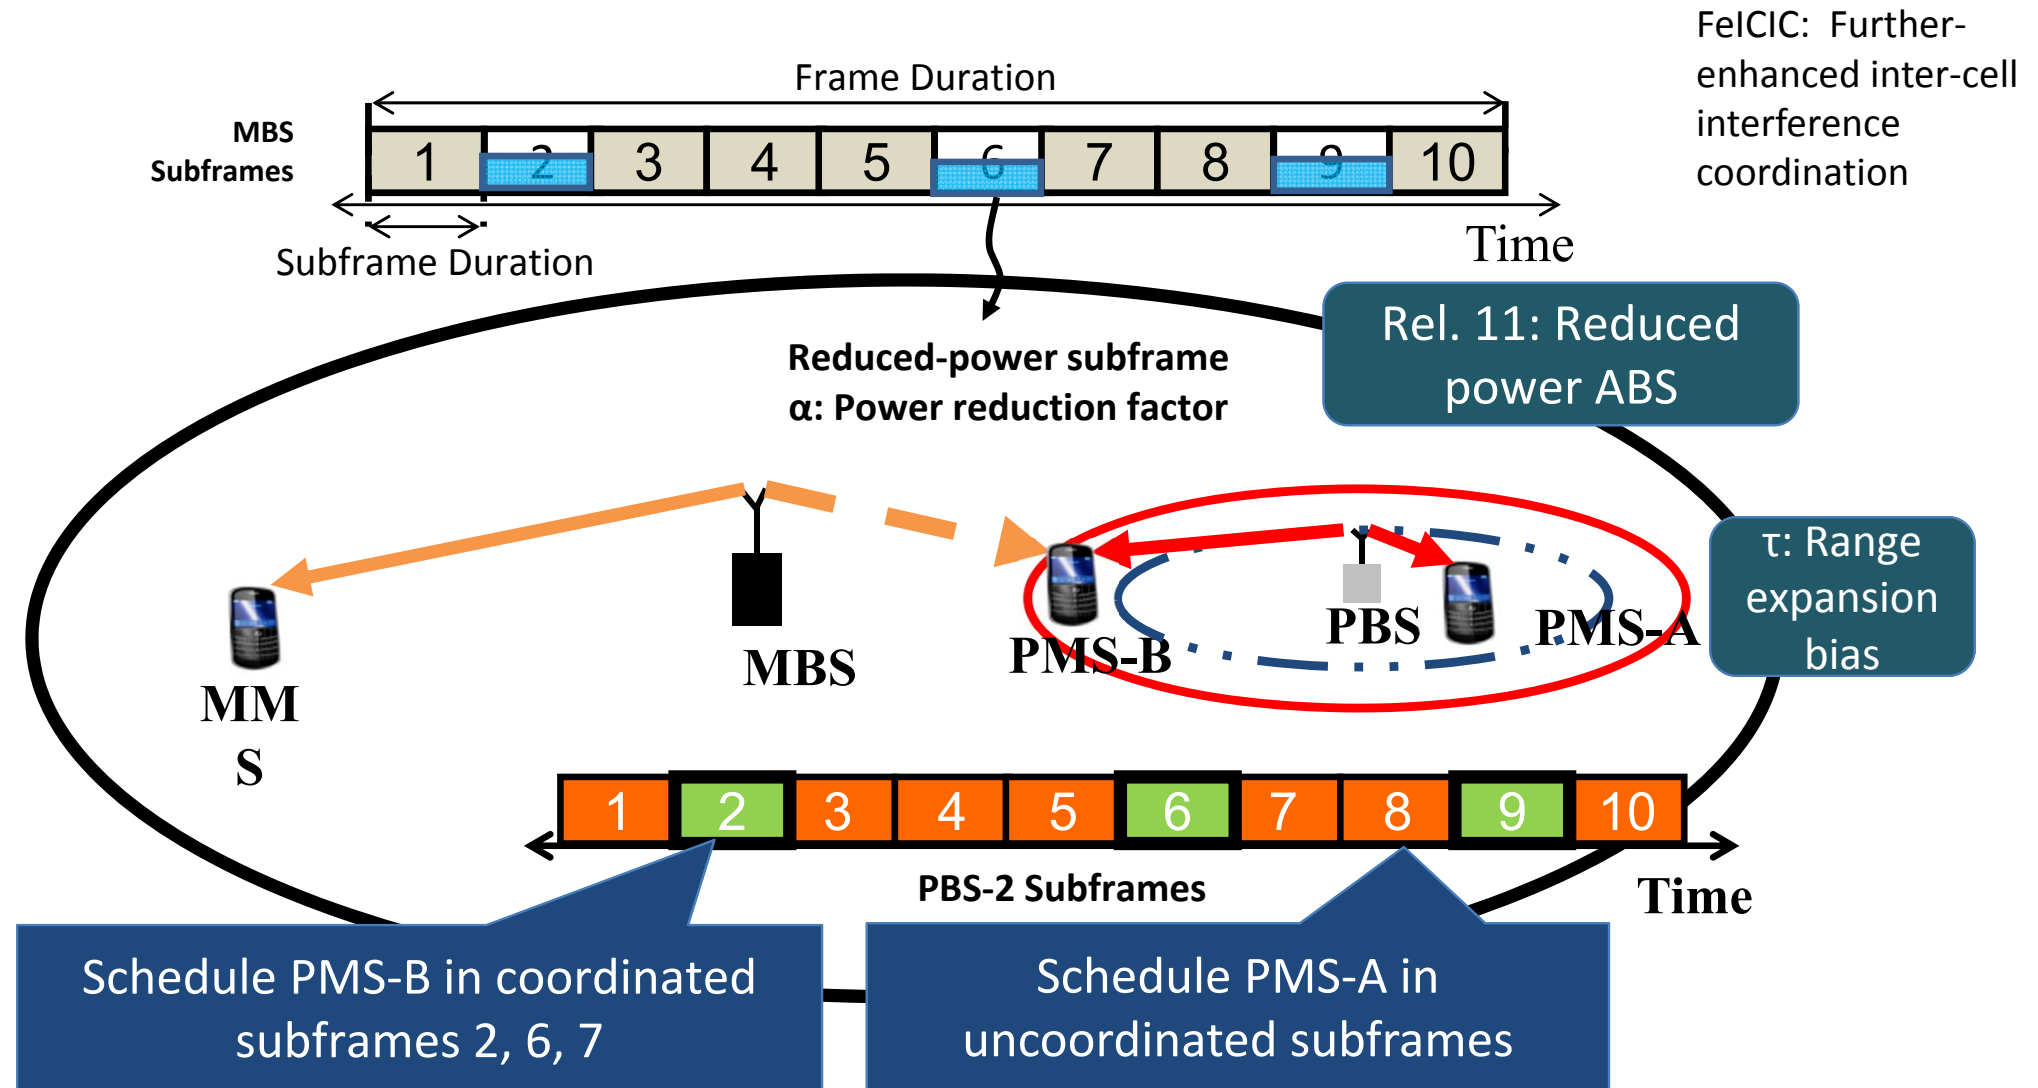 FeICIC: Further-
enhanced inter-cell
interference
coordination
Frame Duration
MBS
Subframes
1 2 3 4 5 6 7 8 9 10
Time
Subframe Duration
Rel. 11: Reduced
power ABS
Reduced-power subframe
α: Power reduction factor
τ: Range
expansion
bias
PBS
PMS-A
PMS-B
MBS
MM
S
1 2 3 4 5 6 7 8 9 10
PBS-2 Subframes
Time
Schedule PMS-B in coordinated
subframes 2, 6, 7
Schedule PMS-A in
uncoordinated subframes